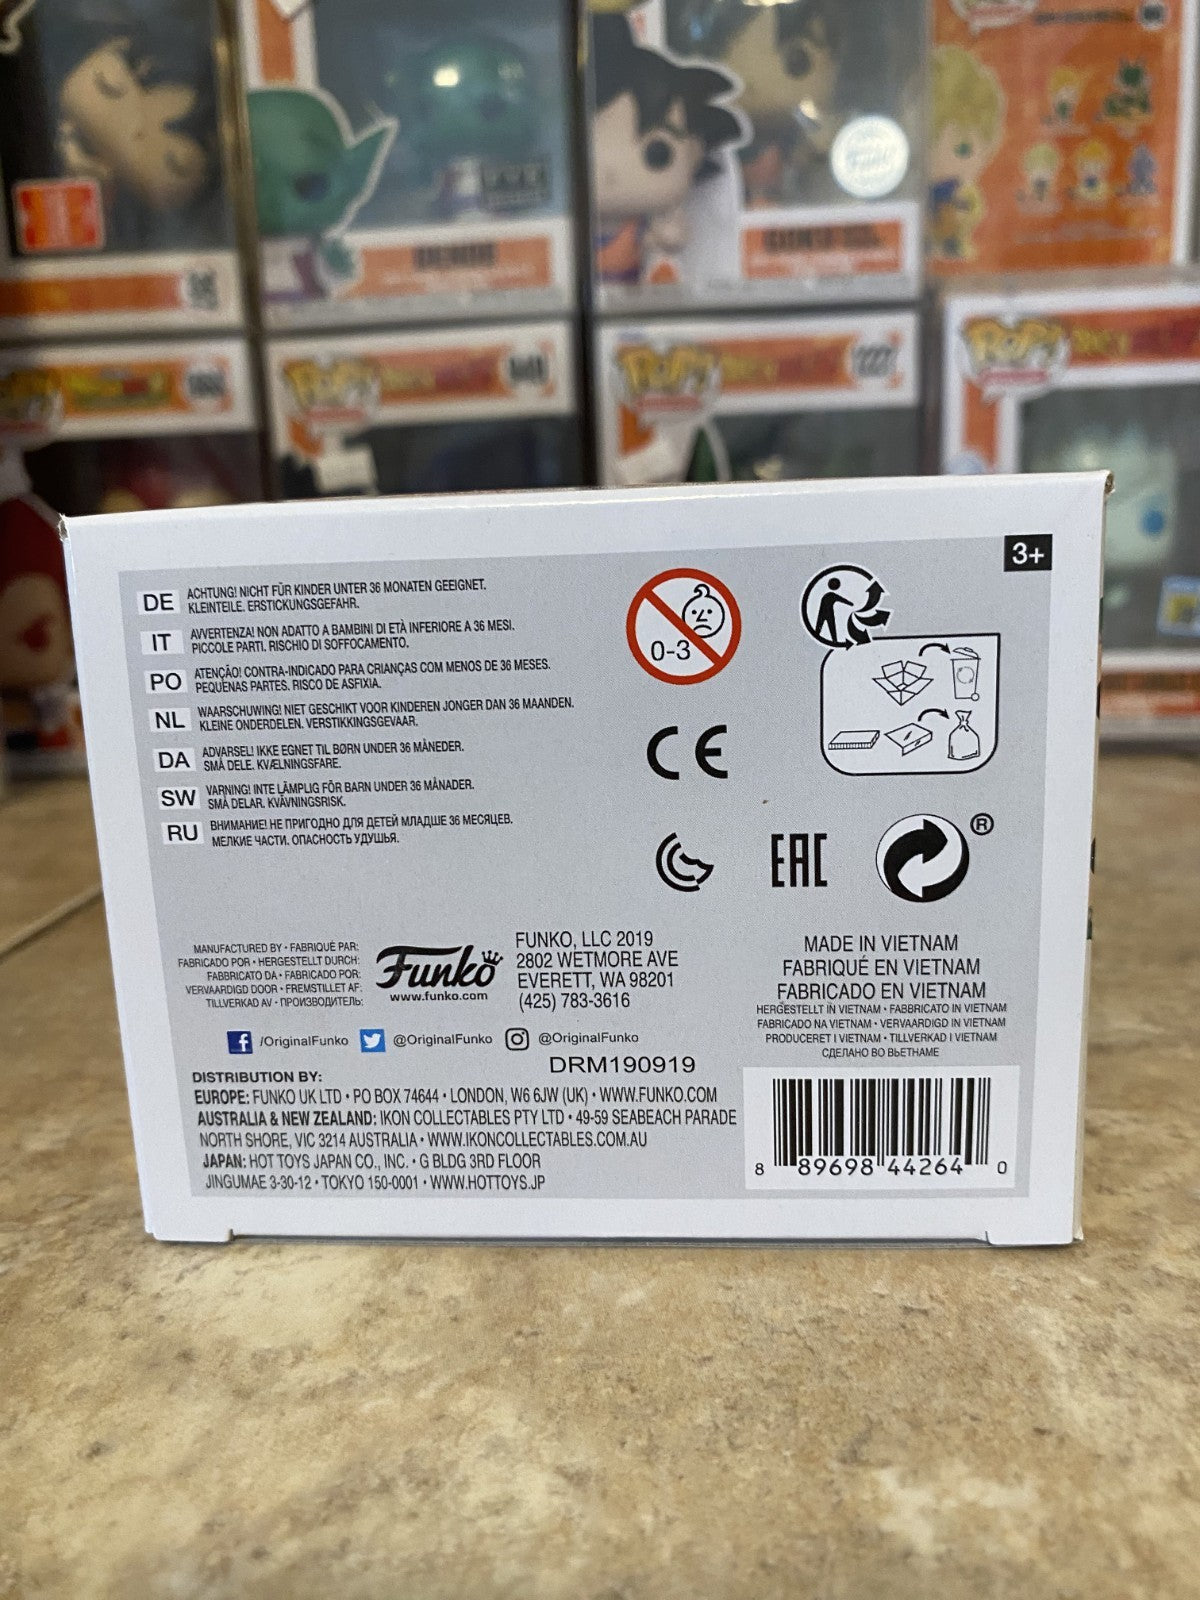 POP!
POP!
POP!
3+
DE ACHTUNG! NICHT FÜR KINDER UNTER 36 MONATEN GEEIGNET.
KLEINTEILE. ERSTICKUNGSGEFAHR.
IT AVVERTENZA! NON ADATTO A BAMBINI DI ETÀ INFERIORE A 36 MESI.
PICCOLE PARTI. RISCHIO DI SOFFOCAMENTO.
PO ATENÇÃO! CONTRA-INDICADO PARA CRIANÇAS COM MENOS DE 36 MESES.
PEQUENAS PARTES. RISCO DE ASFIXIA.
NL WAARSCHUWING! NIET GESCHIKT VOOR KINDEREN JONGER DAN 36 MAANDEN.
KLEINE ONDERDELEN. VERSTIKKINGSGEVAAR.
DA ADVARSEL! IKKE EGNET TIL BØRN UNDER 36 MÅNEDER.
SMÅ DELE. KVÆLNINGSFARE.
SW VARNING! INTE LÄMPLIG FÖR BARN UNDER 36 MÅNADER.
SMÅ DELAR. KVÄVNINGSRISK.
RU ВНИМАНИЕ! НЕ ПРИГОДНО ДЛЯ ДЕТЕЙ МЛАДШЕ 36 МЕСЯЦЕВ.
МЕЛКИЕ ЧАСТИ. ОПАСНОСТЬ УДУШЬЯ.
0-3
CE
EAC
®
MANUFACTURED BY • FABRIQUÉ PAR:
FABRICADO POR • HERGESTELLT DURCH:
FABBRICATO DA • FABRICADO POR:
VERVAARDIGD DOOR • FREMSTILLET AF:
TILLVERKAD AV • ПРОИЗВОДИТЕЛЬ:
Funko
www.funko.com
FUNKO, LLC 2019
2802 WETMORE AVE
EVERETT, WA 98201
(425) 783-3616
MADE IN VIETNAM
FABRIQUÉ EN VIETNAM
FABRICADO EN VIETNAM
HERGESTELLT IN VIETNAM • FABBRICATO IN VIETNAM
FABRICADO NA VIETNAM • VERVAARDIGD IN VIETNAM
PRODUCERET I VIETNAM • TILLVERKAD I VIETNAM
СДЕЛАНО ВО ВЬЕТНАМЕ
f /OriginalFunko @OriginalFunko @OriginalFunko
DRM190919
DISTRIBUTION BY:
EUROPE: FUNKO UK LTD • PO BOX 74644 • LONDON, W6 6JW (UK) • WWW.FUNKO.COM
AUSTRALIA & NEW ZEALAND: IKON COLLECTABLES PTY LTD • 49-59 SEABEACH PARADE
NORTH SHORE, VIC 3214 AUSTRALIA • WWW.IKONCOLLECTABLES.COM.AU
JAPAN: HOT TOYS JAPAN CO., INC. • G BLDG 3RD FLOOR
JINGUMAE 3-30-12 • TOKYO 150-0001 • WWW.HOTTOYS.JP
8 89698 44264 0